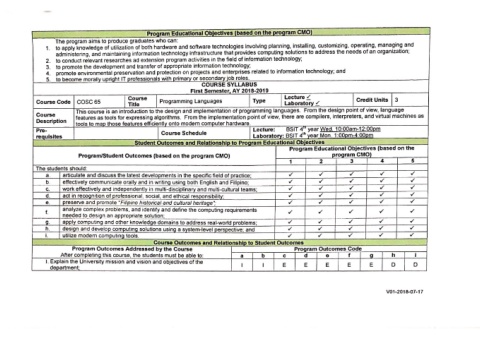 Program Educational Objectives (based on the program CMO)
The program aims to produce graduates who can:
1. to apply knowledge of utilization of both hardware and software technologies involving planning, installing, customizing, operating, managing and
administering, and maintaining information technology infrastructure that provides computing solutions to address the needs of an organization;
2. to conduct relevant researches ad extension program activities in the field of information technology;
3. to promote the development and transfer of appropriate information technology;
4. promote environmental preservation and protection on projects and enterprises related to information technology; and
5. to become morally upright IT professionals with primary or secondary job roles.
COURSE SYLLABUS
First Semester, AY 2018-2019
Course Code COSC 65 Course Title Programming Languages Type Lecture ✓ Laboratory ✓ Credit Units 3
Course Description This course is an introduction to the design and implementation of programming languages. From the design point of view, language
features as tools for expressing algorithms. From the implementation point of view, there are compilers, interpreters, and virtual machines as
tools to map those features efficiently onto modern computer hardware.
Pre-requisites Course Schedule Lecture: BSIT 4th year Wed. 10:00am-12:00pm
Laboratory: BSIT 4th year Mon. 1:00pm-4:00pm
Student Outcomes and Relationship to Program Educational Objectives
Program/Student Outcomes (based on the program CMO) Program Educational Objectives (based on the
program CMO)
1 2 3 4 5
The students should:
a. articulate and discuss the latest developments in the specific field of practice; ✓ ✓ ✓ ✓ ✓
b. effectively communicate orally and in writing using both English and Filipino; ✓ ✓ ✓ ✓ ✓
c. work effectively and independently in multi-disciplinary and multi-cultural teams; ✓ ✓ ✓ ✓ ✓
d. act in recognition of professional, social, and ethical responsibility; ✓ ✓ ✓ ✓ ✓
e. preserve and promote "Filipino historical and cultural heritage"; ✓ ✓ ✓ ✓ ✓
f. analyze complex problems, and identify and define the computing requirements
needed to design an appropriate solution; ✓ ✓ ✓ ✓ ✓
g. apply computing and other knowledge domains to address real-world problems; ✓ ✓ ✓ ✓ ✓
h. design and develop computing solutions using a system-level perspective; and ✓ ✓ ✓ ✓ ✓
i. utilize modern computing tools. ✓ ✓ ✓ ✓ ✓
Course Outcomes and Relationship to Student Outcomes
Program Outcomes Addressed by the Course Program Outcomes Code
After completing this course, the students must be able to: a b c d e f g h i
I. Explain the University mission and vision and objectives of the
department; I I E E E E E D D
V01-2018-07-17